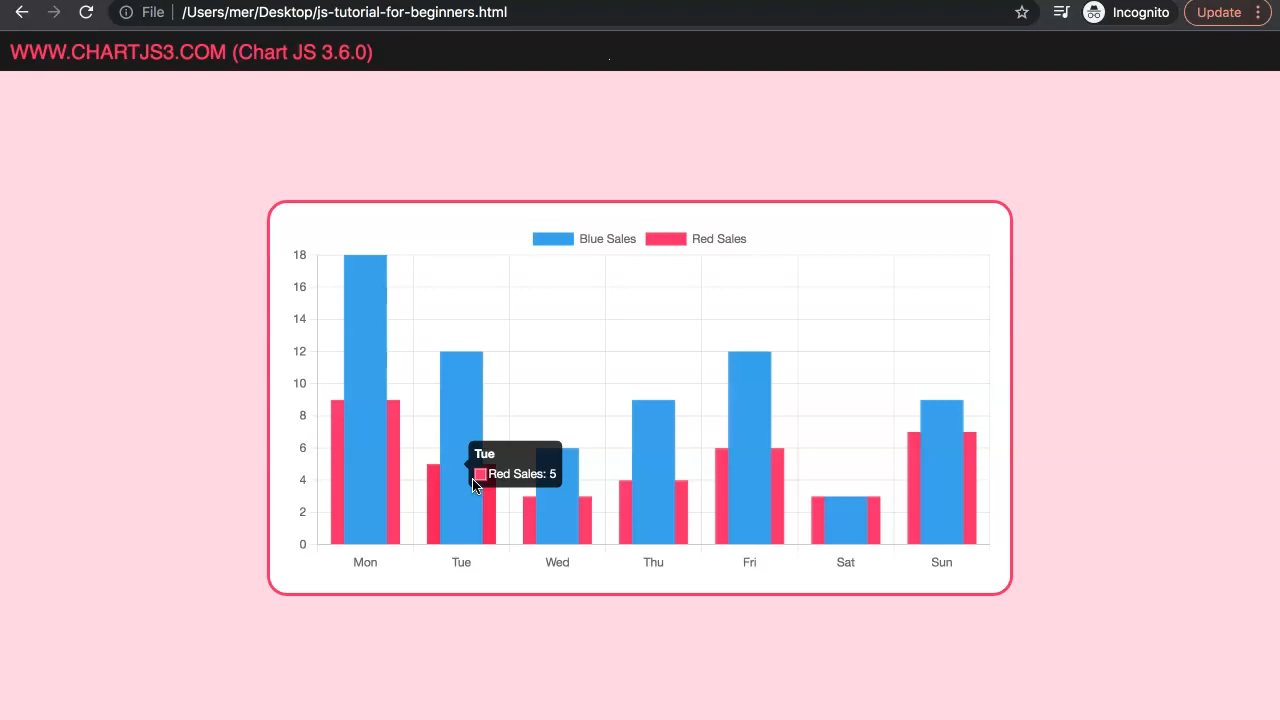 File /Users/mer/Desktop/js-tutorial-for-beginners.html Incognito Update
WWW.CHARTJS3.COM (Chart JS 3.6.0)
Blue Sales Red Sales
18
16
14
12
10
8
6
4
2
0
Tue
Red Sales: 5
Mon Tue Wed Thu Fri Sat Sun